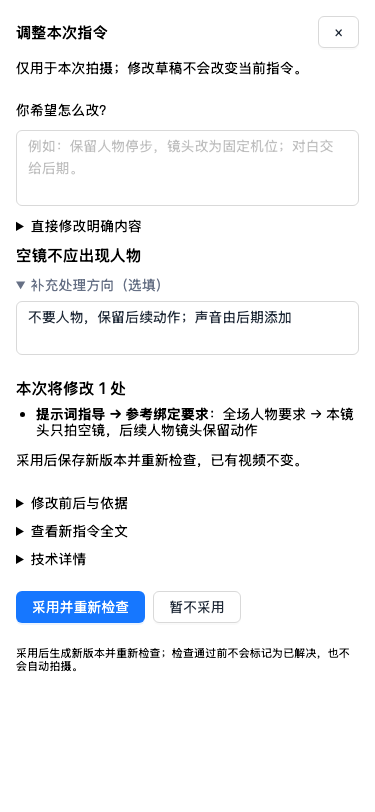 调整本次指令
×
仅用于本次拍摄；修改草稿不会改变当前指令。
你希望怎么改?
例如：保留人物停步，镜头改为固定机位；对白交
给后期。
▶ 直接修改明确内容
空镜不应出现人物
▼ 补充处理方向（选填）
不要人物，保留后续动作；声音由后期添加
本次将修改 1 处
• 提示词指导 → 参考绑定要求：全场人物要求 → 本镜
头只拍空镜，后续人物镜头保留动作
采用后保存新版本并重新检查，已有视频不变。
▶ 修改前后与依据
▶ 查看新指令全文
▶ 技术详情
采用并重新检查
暂不采用
采用后生成新版本并重新检查；检查通过前不会标记为已解决，也不
会自动拍摄。